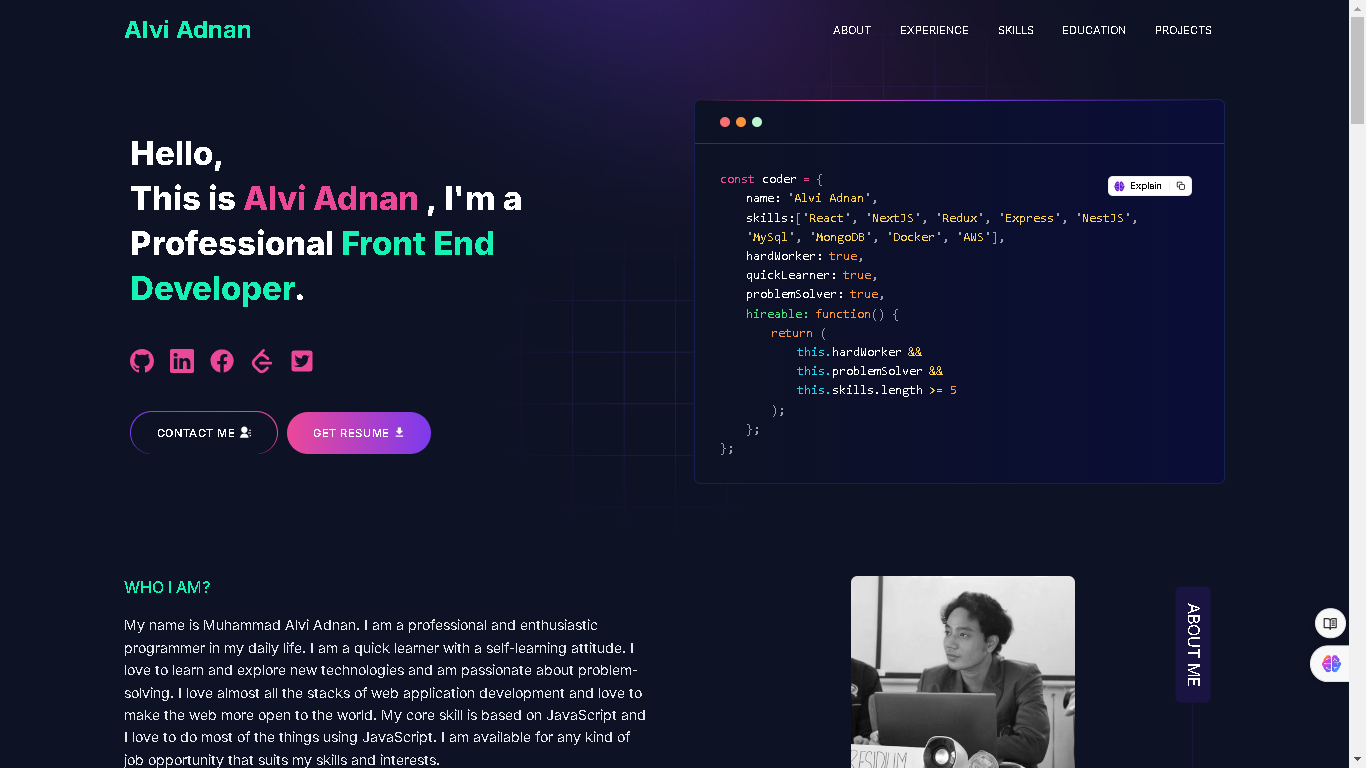 Alvi Adnan
ABOUT
EXPERIENCE
SKILLS
EDUCATION
PROJECTS
Hello,
This is Alvi Adnan , I'm a
Professional Front End
Developer.
CONTACT ME
GET RESUME
const coder = {
name: 'Alvi Adnan',
skills:['React', 'NextJS', 'Redux', 'Express', 'NestJS',
'MySql', 'MongoDB', 'Docker', 'AWS'],
hardWorker: true,
quickLearner: true,
problemSolver: true,
hireable: function() {
return (
this.hardWorker &&
this.problemSolver &&
this.skills.length >= 5
);
};
};
Explain
WHO I AM?
My name is Muhammad Alvi Adnan. I am a professional and enthusiastic
programmer in my daily life. I am a quick learner with a self-learning attitude. I
love to learn and explore new technologies and am passionate about problem-
solving. I love almost all the stacks of web application development and love to
make the web more open to the world. My core skill is based on JavaScript and
I love to do most of the things using JavaScript. I am available for any kind of
job opportunity that suits my skills and interests.
RESIDIUM
ABOUT ME